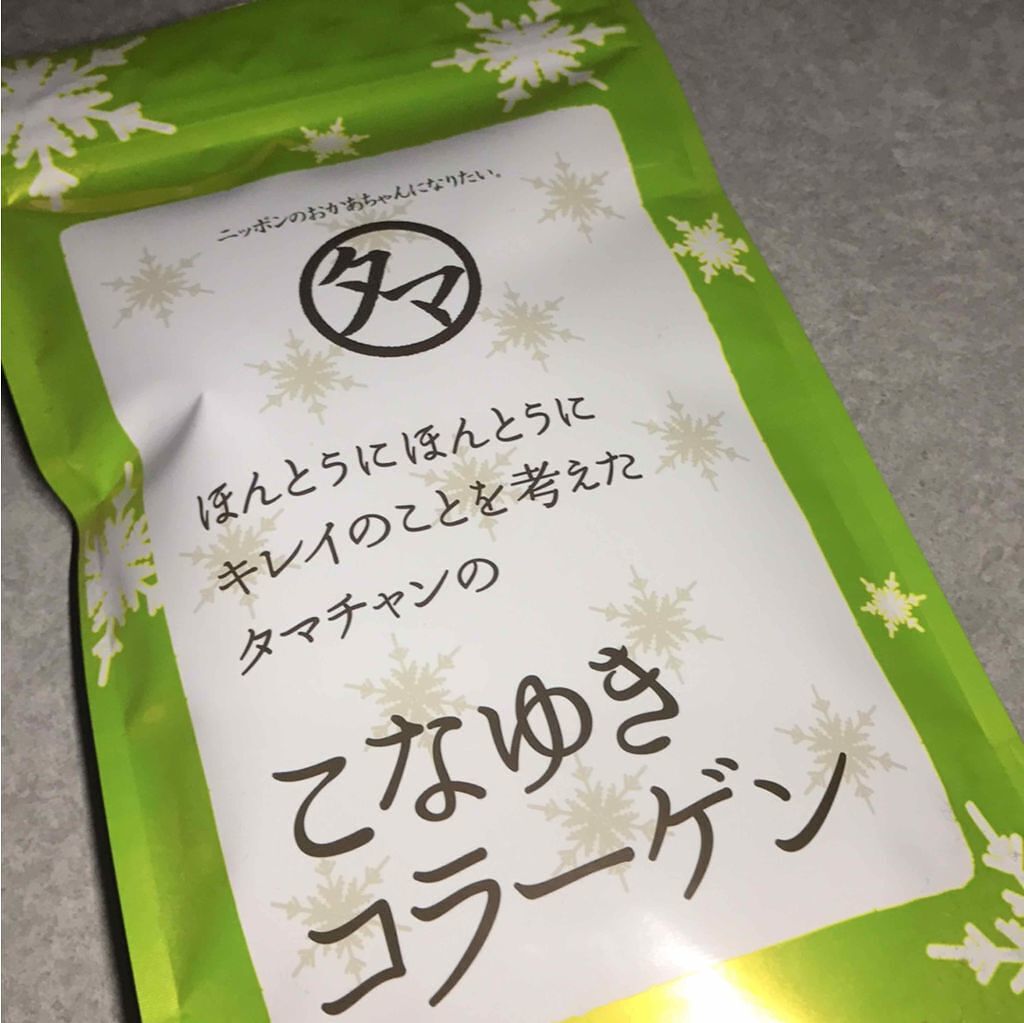 ニッポンのおかあちゃんになりたい。
タマ
ほんとうにほんとうに
キレイのことを考えた
タマチャンの
こなゆき
コラーゲン